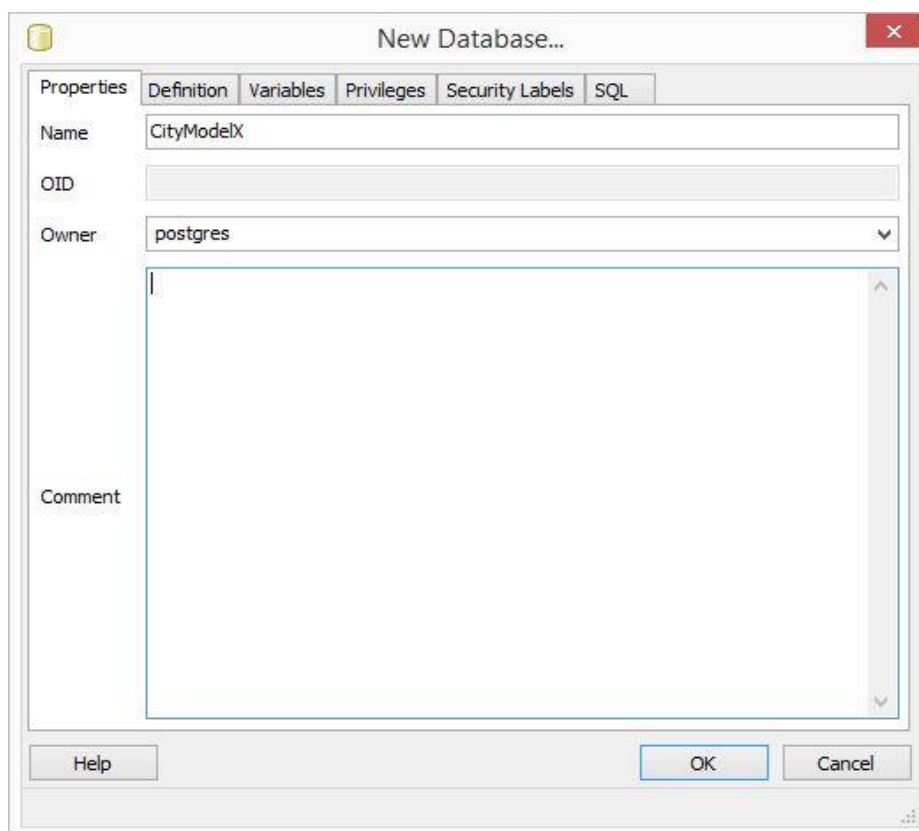 New Database...
Properties Definition Variables Privileges Security Labels SQL
Name CityModelX
OID
Owner postgres
Comment
Help OK Cancel